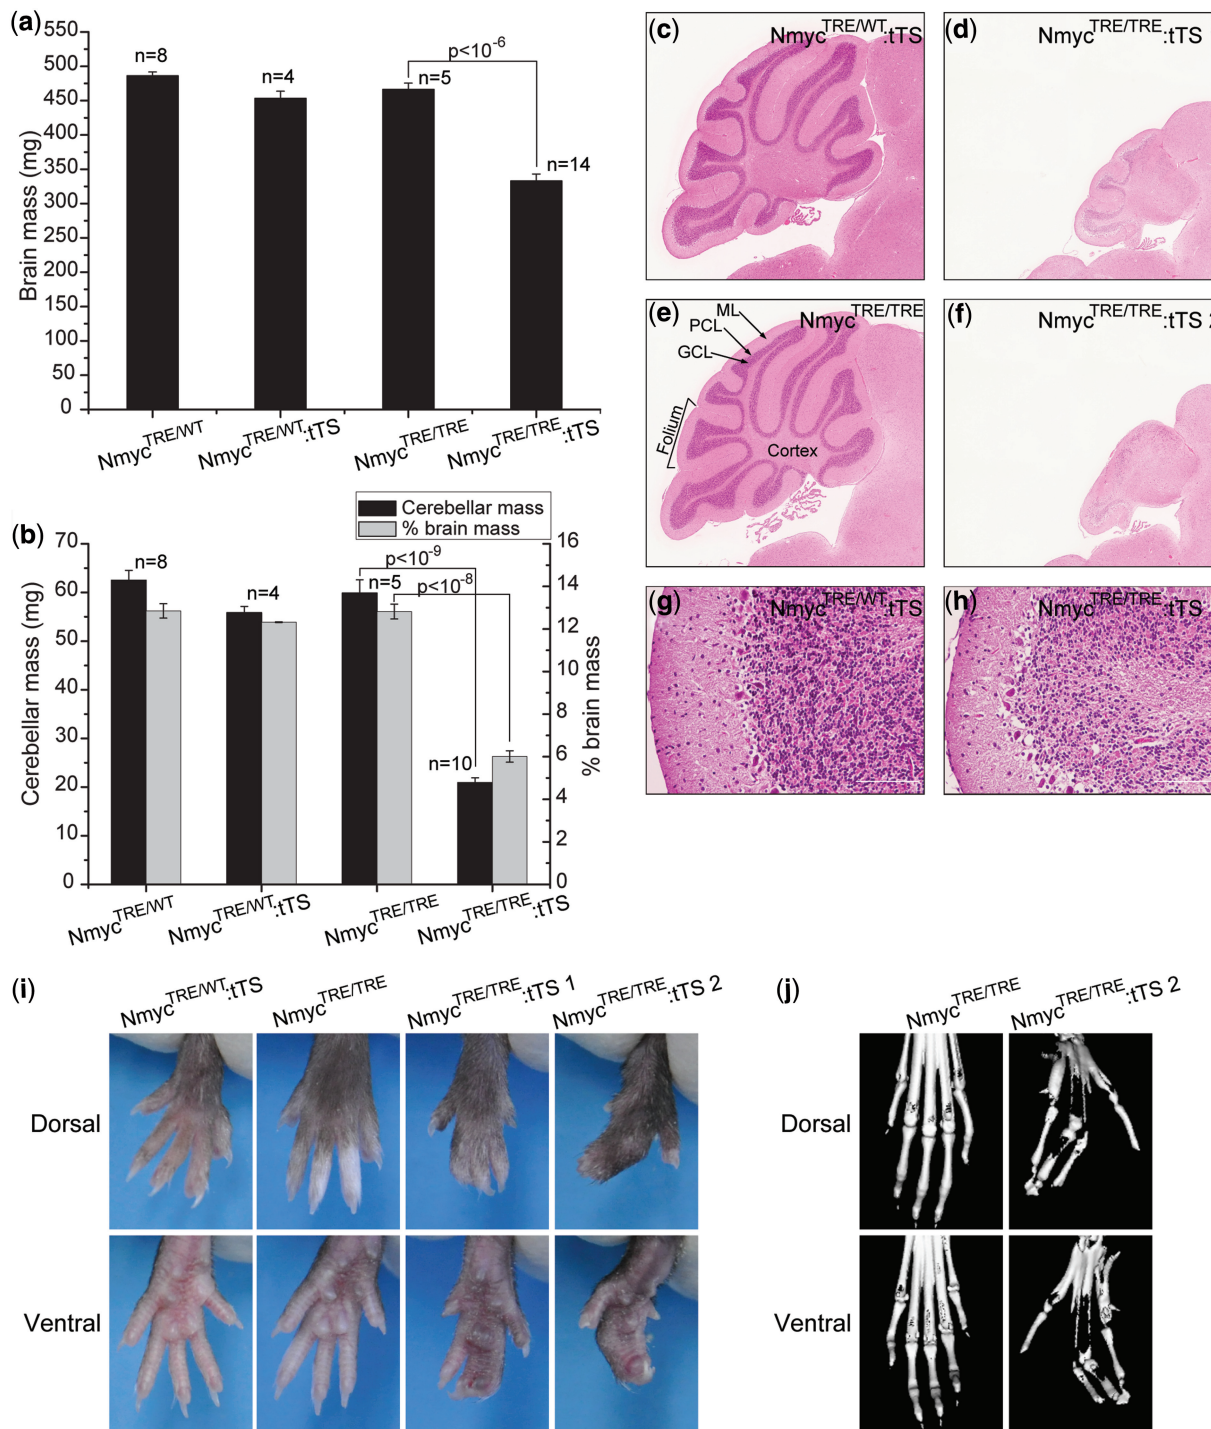 (a)
550
500
450
400
350
300
250
200
150
100
50
0
Brain mass (mg)
n=8
n=4
n=5
p<10-6
n=14
NmycTRE/WT
NmycTRE/WT:tTS
NmycTRE/TRE
NmycTRE/TRE:tTS
(b)
Cerebellar mass
% brain mass
70
60
50
40
30
20
10
0
Cerebellar mass (mg)
16
14
12
10
8
6
4
2
0
% brain mass
n=8
n=4
n=5
p<10-9
p<10-8
n=10
NmycTRE/WT
NmycTRE/WT:tTS
NmycTRE/TRE
NmycTRE/TRE:tTS
(c)
NmycTRE/WT:tTS
(d)
NmycTRE/TRE:tTS
(e)
NmycTRE/TRE
ML
PCL
GCL
Folium
Cortex
(f)
NmycTRE/TRE:tTS 2
(g)
NmycTRE/WT:tTS
(h)
NmycTRE/TRE:tTS
(i)
NmycTRE/WT:tTS
NmycTRE/TRE
NmycTRE/TRE:tTS 1
NmycTRE/TRE:tTS 2
Dorsal
Ventral
(j)
NmycTRE/TRE
NmycTRE/TRE:tTS 2
Dorsal
Ventral